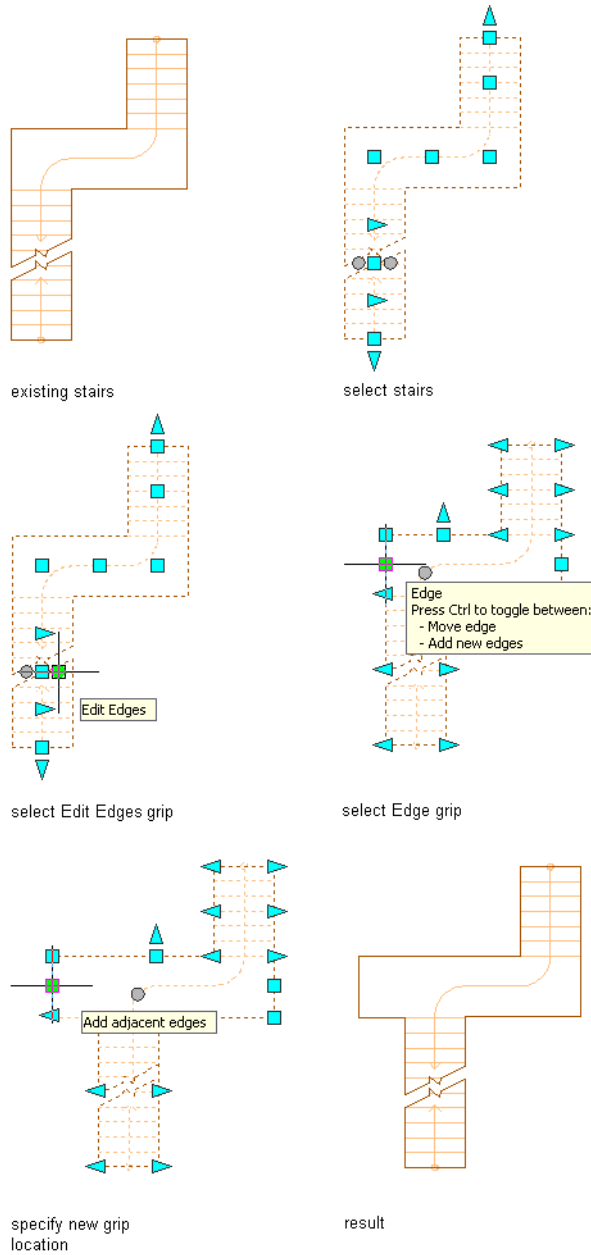 existing stairs
select stairs
Edit Edges
select Edit Edges grip
Edge
Press Ctrl to toggle between:
- Move edge
- Add new edges
select Edge grip
Add adjacent edges
specify new grip
location
result